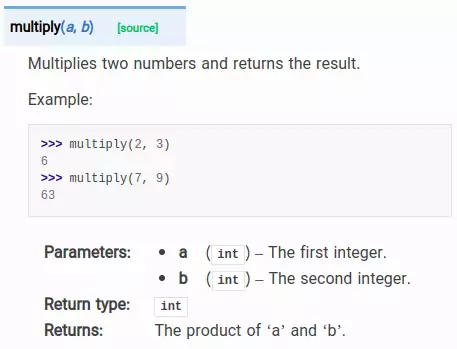 multiply(a, b) [source]
Multiplies two numbers and returns the result.
Example:
>>> multiply(2, 3)
6
>>> multiply(7, 9)
63
Parameters: • a (int) – The first integer.
• b (int) – The second integer.
Return type: int
Returns: The product of ‘a’ and ‘b’.